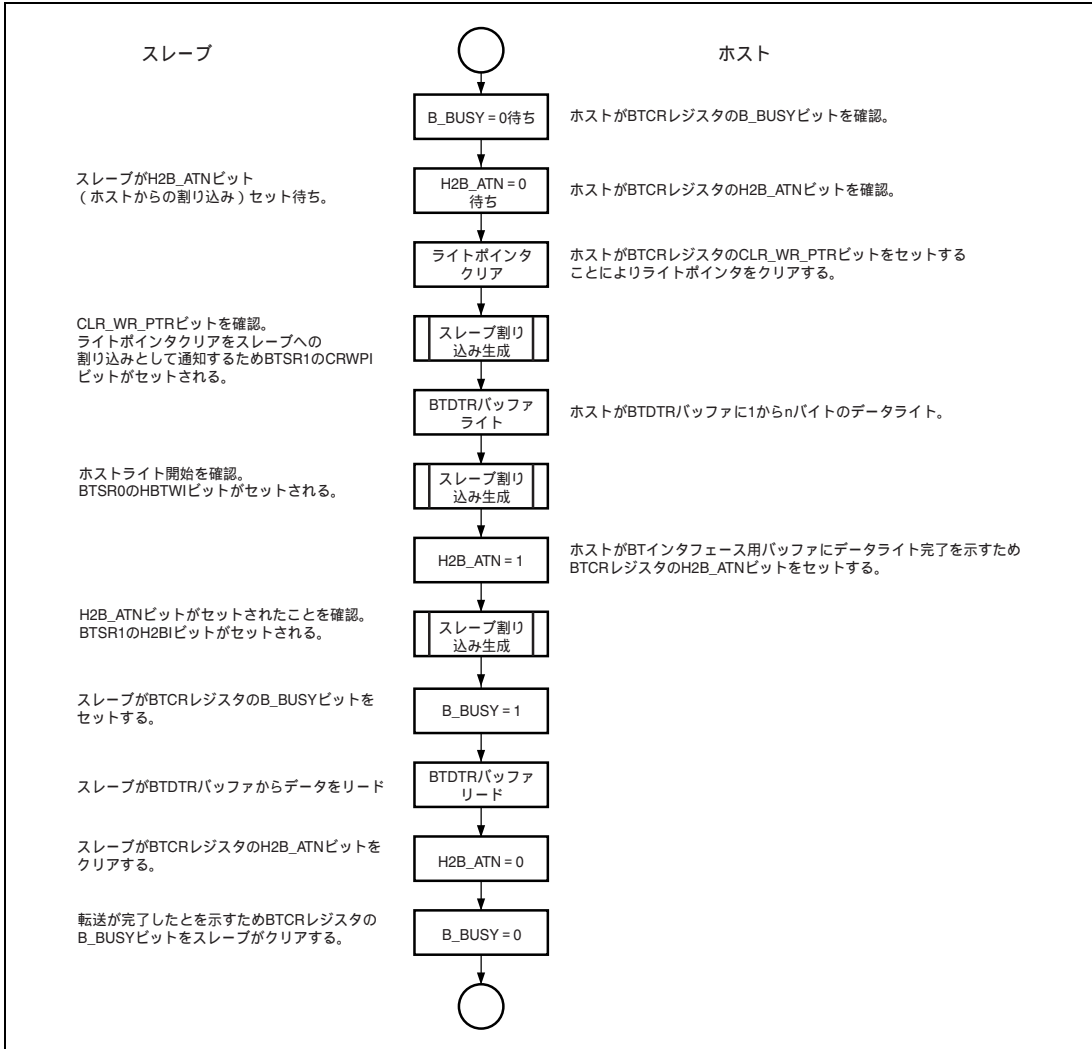 スレーブ
ホスト
B_BUSY = 0待ち
ホストがBTCRレジスタのB_BUSYビットを確認。
スレーブがH2B_ATNビット
（ホストからの割り込み）セット待ち。
H2B_ATN = 0
待ち
ホストがBTCRレジスタのH2B_ATNビットを確認。
ライトポインタ
クリア
ホストがBTCRレジスタのCLR_WR_PTRビットをセットする
ことによりライトポインタをクリアする。
CLR_WR_PTRビットを確認。
ライトポインタクリアをスレーブへの
割り込みとして通知するためBTSR1のCRWPI
ビットがセットされる。
スレーブ割り
込み生成
BTDTRバッファ
ライト
ホストがBTDTRバッファに1からnバイトのデータライト。
ホストライト開始を確認。
BTSR0のHBTWIビットがセットされる。
スレーブ割り
込み生成
H2B_ATN = 1
ホストがBTインタフェース用バッファにデータライト完了を示すため
BTCRレジスタのH2B_ATNビットをセットする。
H2B_ATNビットがセットされたことを確認。
BTSR1のH2BIビットがセットされる。
スレーブ割り
込み生成
スレーブがBTCRレジスタのB_BUSYビットを
セットする。
B_BUSY = 1
スレーブがBTDTRバッファからデータをリード
BTDTRバッファ
リード
スレーブがBTCRレジスタのH2B_ATNビットを
クリアする。
H2B_ATN = 0
転送が完了したとを示すためBTCRレジスタの
B_BUSYビットをスレーブがクリアする。
B_BUSY = 0